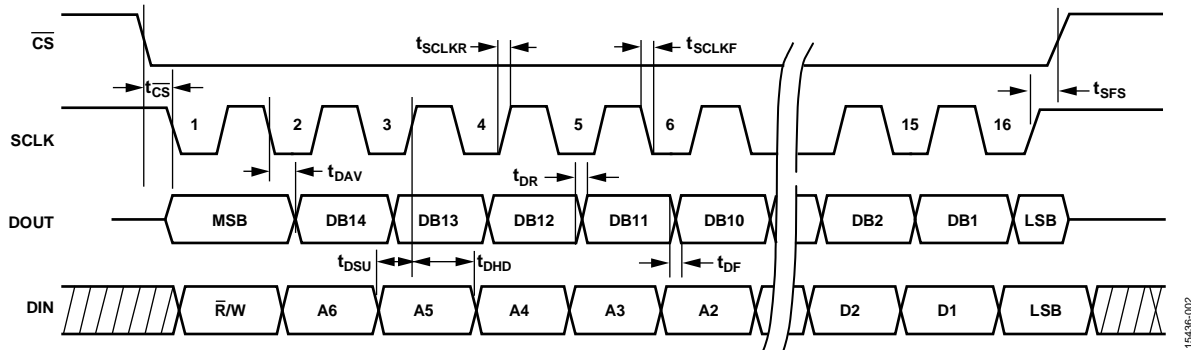 CS
tSCLKR
tSCLKF
tCS
tSFS
SCLK
1
2
3
4
5
6
15
16
tDAV
tDR
DOUT
MSB
DB14
DB13
DB12
DB11
DB10
DB2
DB1
LSB
tDSU
tDHD
tDF
DIN
R/W
A6
A5
A4
A3
A2
D2
D1
LSB
15436-002